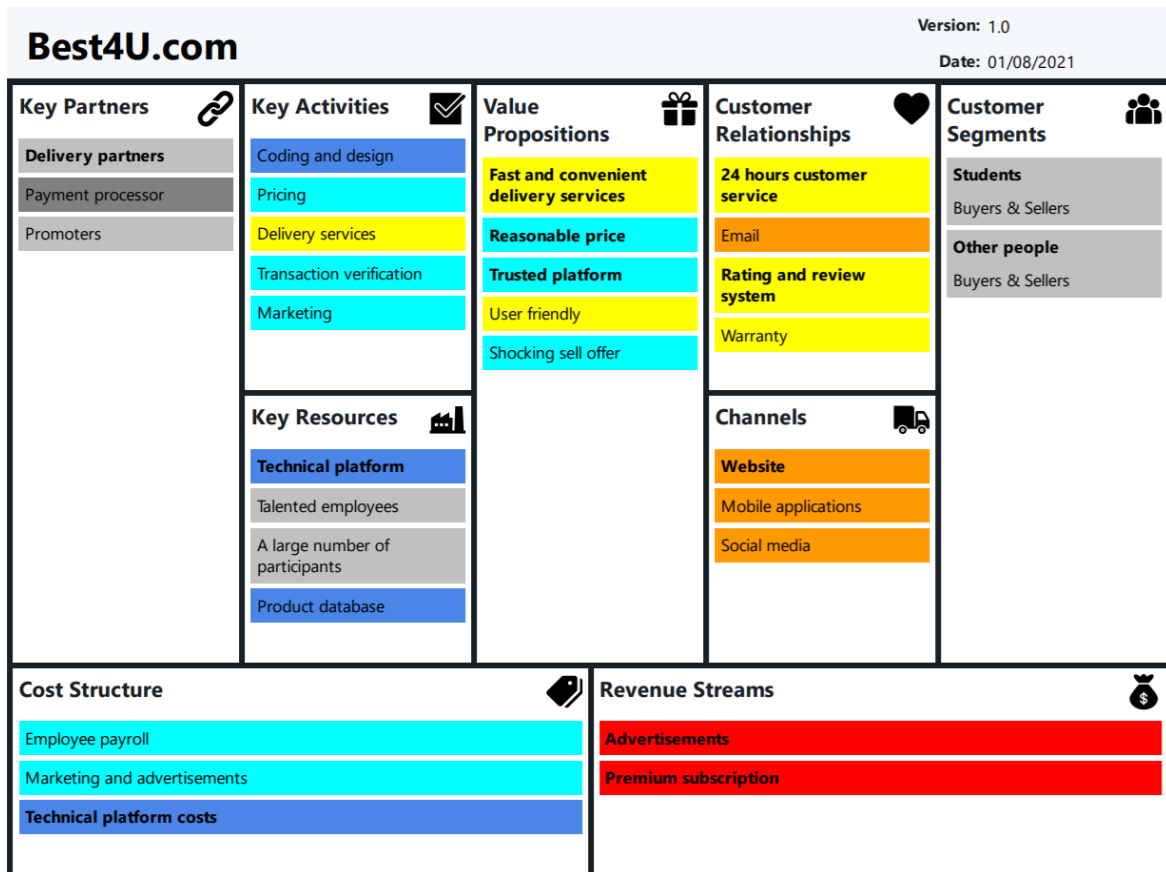 Best4U.com
Version: 1.0
Date: 01/08/2021
Key Partners
Delivery partners
Payment processor
Promoters
Key Activities
Coding and design
Pricing
Delivery services
Transaction verification
Marketing
Key Resources
Technical platform
Talented employees
A large number of
participants
Product database
Value
Propositions
Fast and convenient
delivery services
Reasonable price
Trusted platform
User friendly
Shocking sell offer
Customer
Relationships
24 hours customer
service
Email
Rating and review
system
Warranty
Channels
Website
Mobile applications
Social media
Customer
Segments
Students
Buyers & Sellers
Other people
Buyers & Sellers
Cost Structure
Employee payroll
Marketing and advertisements
Technical platform costs
Revenue Streams
$
Advertisements
Premium subscription